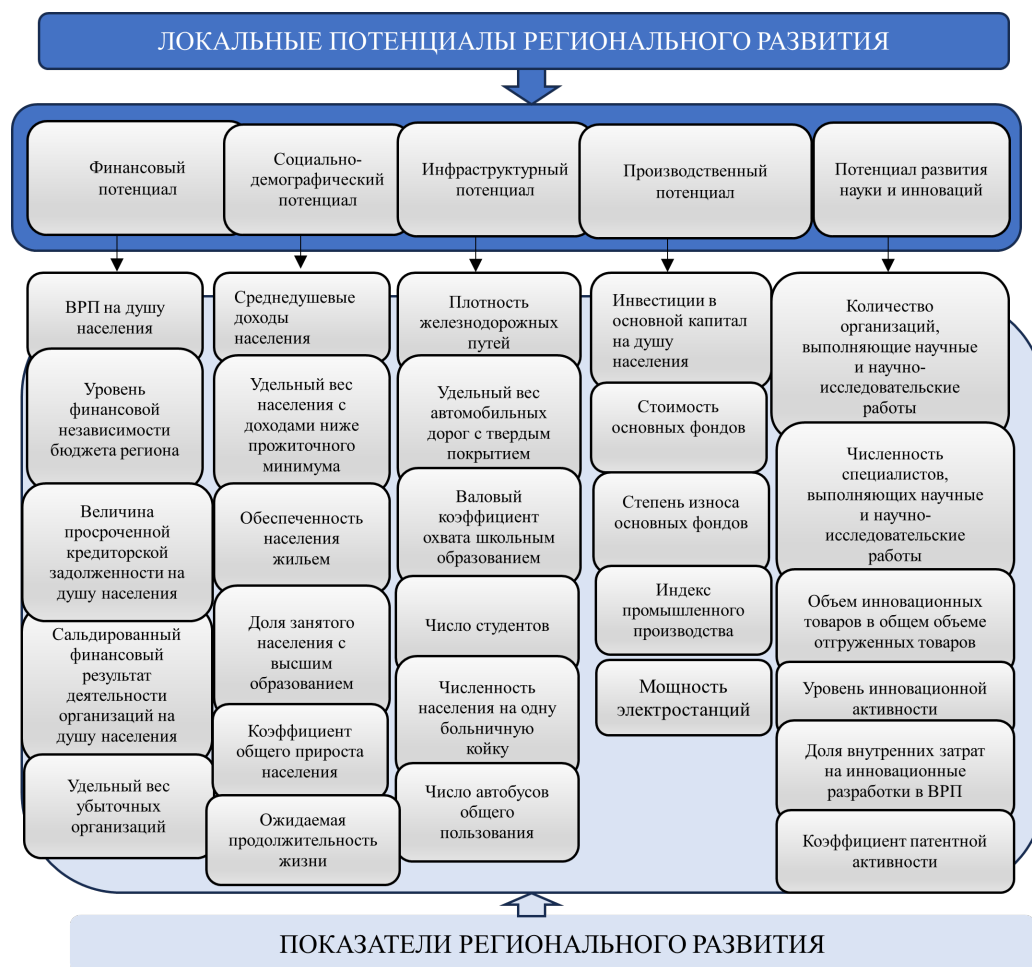 ЛОКАЛЬНЫЕ ПОТЕНЦИАЛЫ РЕГИОНАЛЬНОГО РАЗВИТИЯ
Финансовый
потенциал
Социально-
демографический
потенциал
Инфраструктурный
потенциал
Производственный
потенциал
Потенциал развития
науки и инноваций
ВРП на душу
населения
Уровень
финансовой
независимости
бюджета региона
Величина
просроченной
кредиторской
задолженности на
душу населения
Сальдированный
финансовый
результат
деятельности
организаций на
душу населения
Удельный вес
убыточных
организаций
Среднедушевые
доходы
населения
Удельный вес
населения с
доходами ниже
прожиточного
минимума
Обеспеченность
населения
жильем
Доля занятого
населения с
высшим
образованием
Коэффициент
общего прироста
населения
Ожидаемая
продолжительность
жизни
Плотность
железнодорожных
путей
Удельный вес
автомобильных
дорог с твердым
покрытием
Валовый
коэффициент
охвата школьным
образованием
Число студентов
Численность
населения на одну
больничную
койку
Число автобусов
общего
пользования
Инвестиции в
основной капитал
на душу
населения
Стоимость
основных фондов
Степень износа
основных фондов
Индекс
промышленного
производства
Мощность
электростанций
Количество
организаций,
выполняющие научные
и научно-
исследовательские
работы
Численность
специалистов,
выполняющих научные
и научно-
исследовательские
работы
Объем инновационных
товаров в общем объеме
отгруженных товаров
Уровень инновационной
активности
Доля внутренних затрат
на инновационные
разработки в ВРП
Коэффициент патентной
активности
ПОКАЗАТЕЛИ РЕГИОНАЛЬНОГО РАЗВИТИЯ